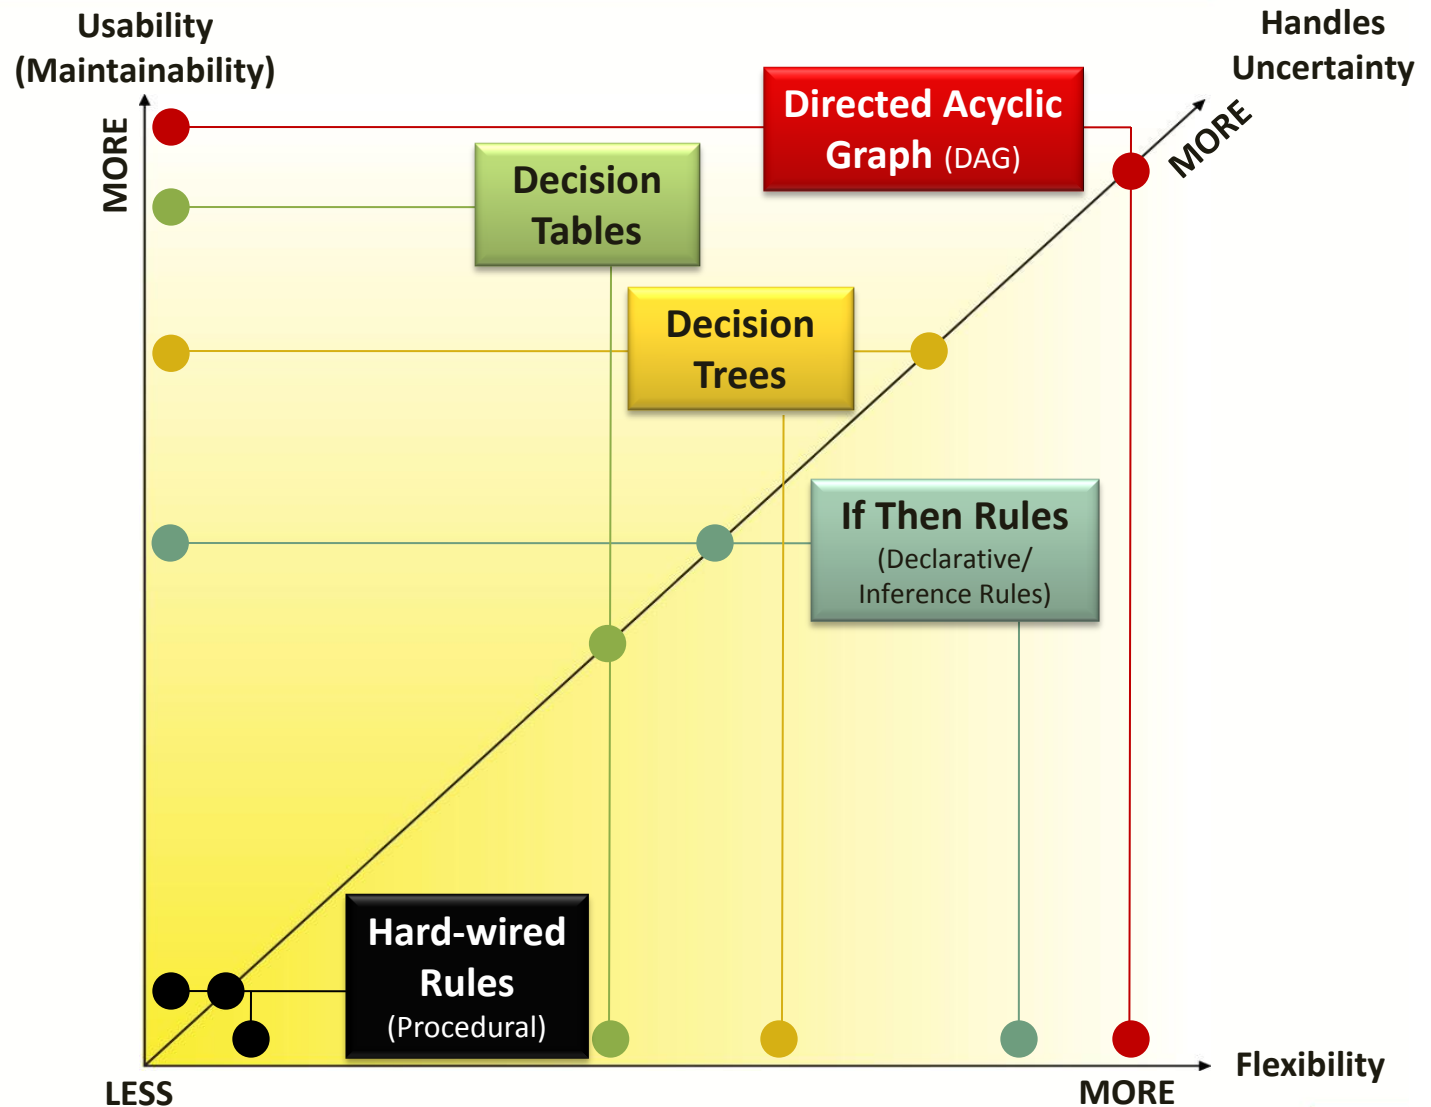 Usability
(Maintainability)
Handles
Uncertainty
MORE
MORE
Directed Acyclic
Graph (DAG)
Decision
Tables
Decision
Trees
If Then Rules
(Declarative/
Inference Rules)
Hard-wired
Rules
(Procedural)
Flexibility
LESS
MORE